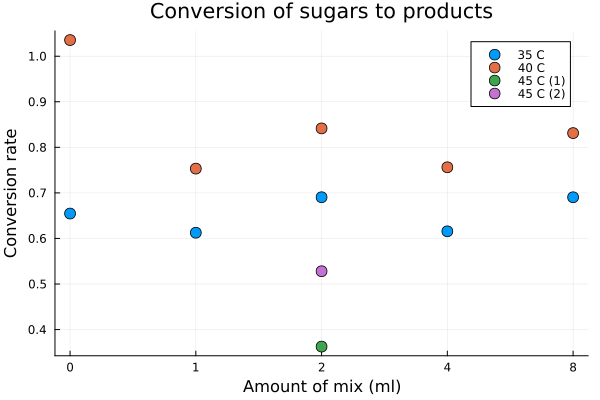 Conversion of sugars to products
Conversion rate
1.0
0.9
0.8
0.7
0.6
0.5
0.4
35 C
40 C
45 C (1)
45 C (2)
0 1 2 4 8
Amount of mix (ml)